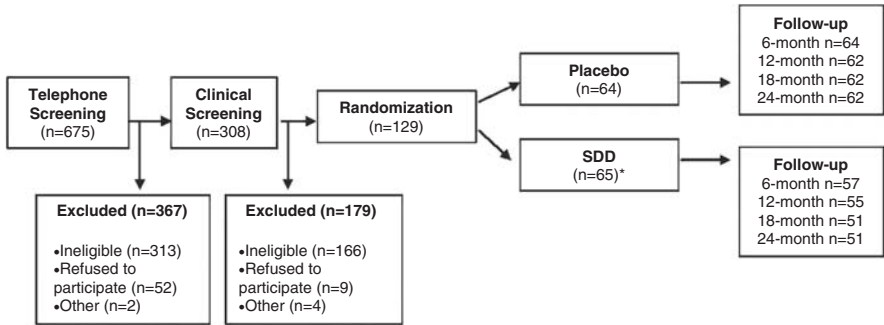 Telephone
Screening
(n=675)
Clinical
Screening
(n=308)
Randomization
(n=129)
Placebo
(n=64)
SDD
(n=65)*
Follow-up
6-month n=64
12-month n=62
18-month n=62
24-month n=62
Follow-up
6-month n=57
12-month n=55
18-month n=51
24-month n=51
Excluded (n=367)
•Ineligible (n=313)
•Refused to
participate (n=52)
•Other (n=2)
Excluded (n=179)
•Ineligible (n=166)
•Refused to
participate (n=9)
•Other (n=4)